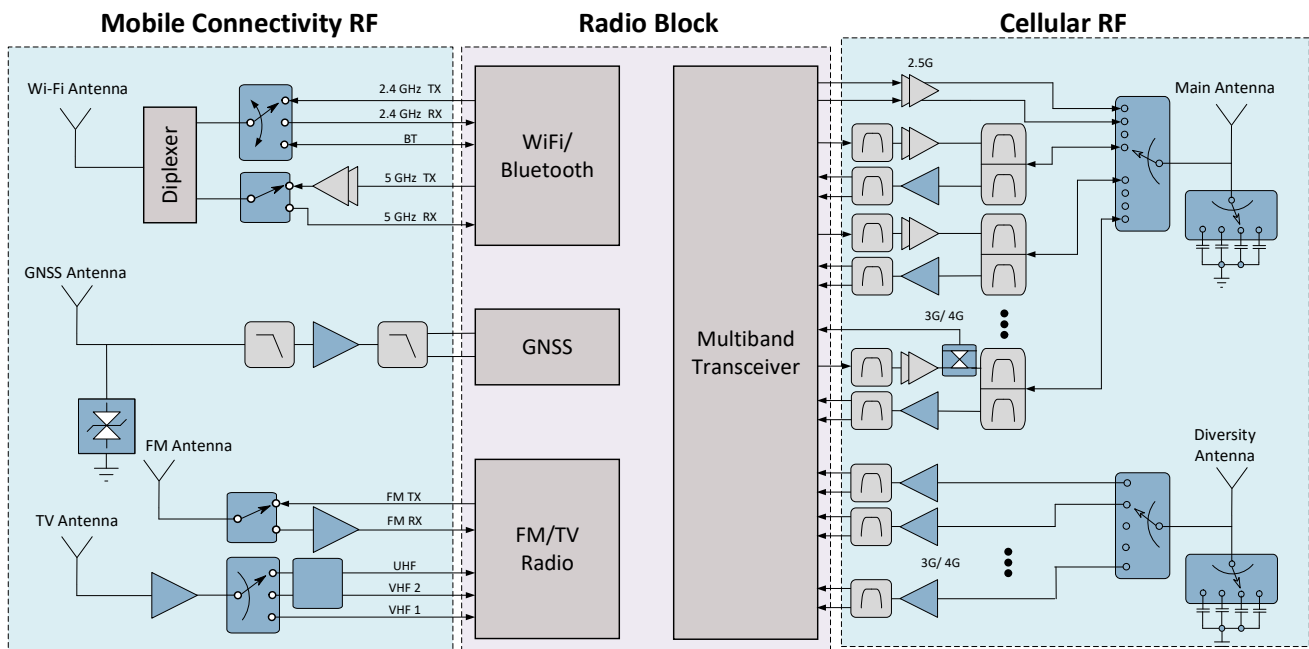 Mobile Connectivity RF
Radio Block
Cellular RF
Wi-Fi Antenna
Diplexer
2.4 GHz TX
2.4 GHz RX
BT
5 GHz TX
5 GHz RX
WiFi/
Bluetooth
GNSS Antenna
GNSS
FM Antenna
TV Antenna
FM TX
FM RX
UHF
VHF 2
VHF 1
FM/TV
Radio
Multiband
Transceiver
2.5G
Main Antenna
3G/ 4G
Diversity
Antenna
3G/ 4G